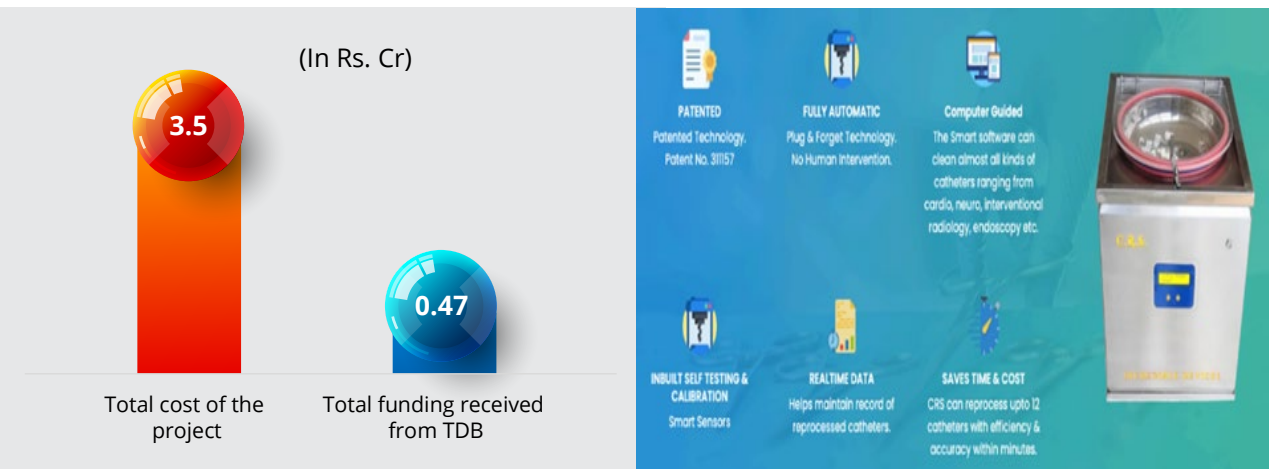 (In Rs. Cr)
3.5
0.47
Total cost of the
project
Total funding received
from TDB
PATENTED
Patented Technology.
Patent No. 311157
FULLY AUTOMATIC
Plug & Forget Technology.
No Human Intervention.
Computer Guided
The Smart software can
clean almost all kinds of
catheters ranging from
cardio, neuro, interventional
radiology, endoscopy etc.
INBUILT SELF TESTING &
CALIBRATION
Smart Sensors
REALTIME DATA
Helps maintain record of
reprocessed catheters.
SAVES TIME & COST
CRS can reprocess upto 12
catheters with efficiency &
accuracy within minutes.
C.R.S.